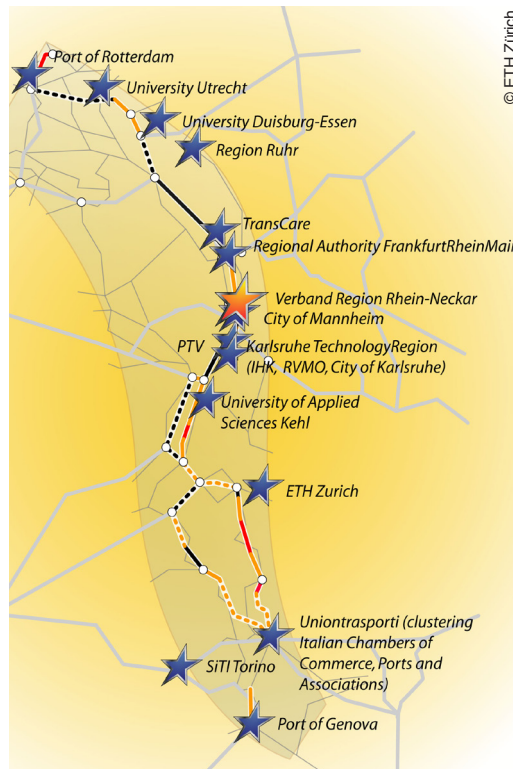 © ETH Zürich
Port of Rotterdam
University Utrecht
University Duisburg-Essen
Region Ruhr
TransCare
Regional Authority FrankfurtRheinMain
Verband Region Rhein-Neckar
City of Mannheim
PTV
Karlsruhe TechnologyRegion
(IHK, RVMO, City of Karlsruhe)
University of Applied
Sciences Kehl
ETH Zurich
Uniontrasporti (clustering
Italian Chambers of
Commerce, Ports and
Associations)
SiTI Torino
Port of Genova